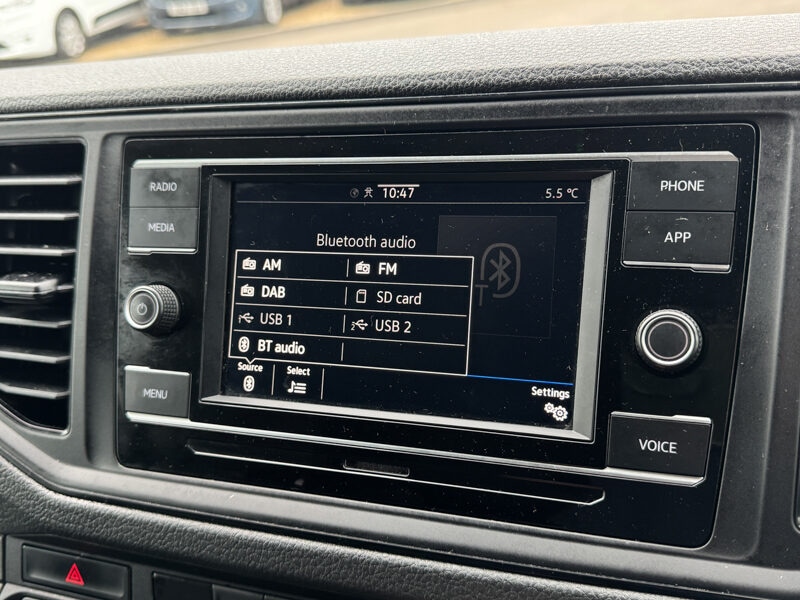 RADIO
MEDIA
MENU
10:47
5.5 °C
Bluetooth audio
AM
FM
DAB
SD card
USB 1
USB 2
BT audio
Source
Select
Settings
PHONE
APP
VOICE